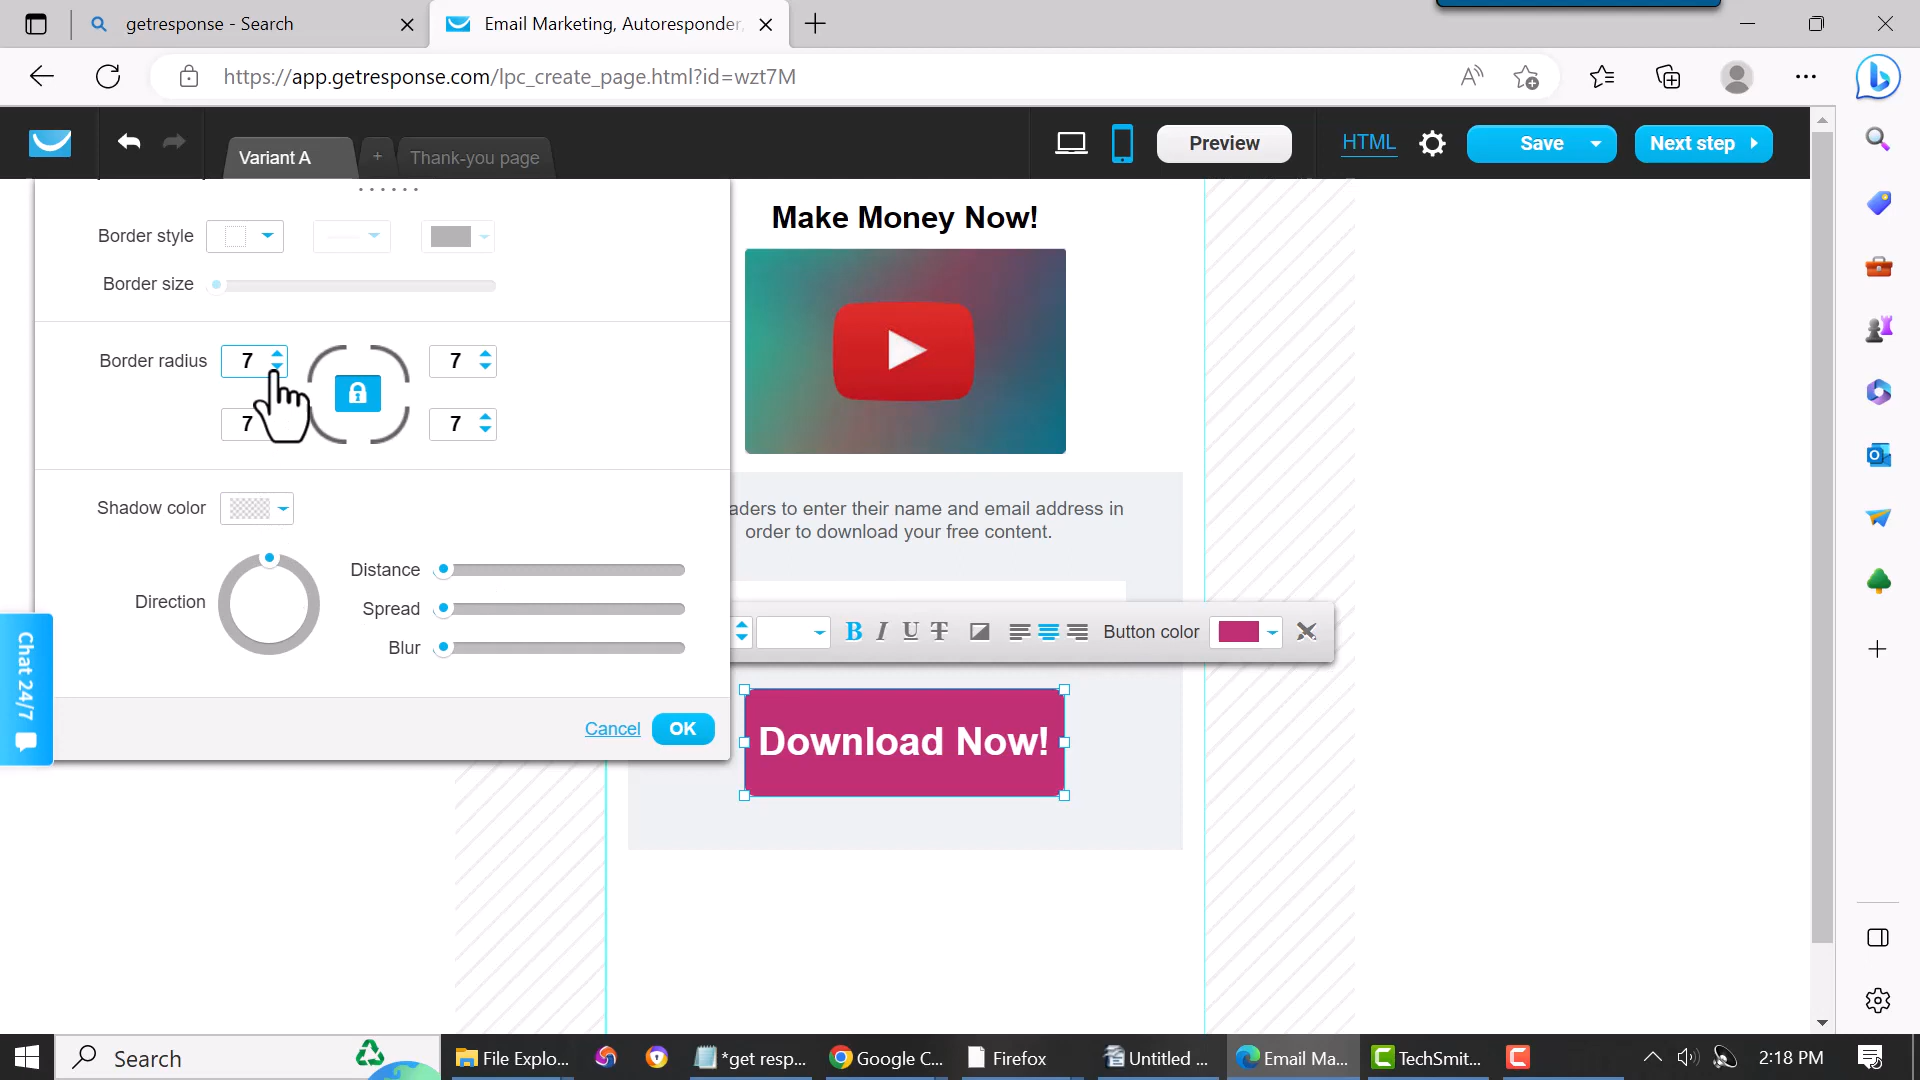 getresponse - Search
Email Marketing, Autoresponder,
https://app.getresponse.com/lpc_create_page.html?id=wzt7M
Variant A
+
Thank-you page
Preview
HTML
Save
Next step
Border style
Border size
Border radius
7
7
7
7
Shadow color
Direction
Distance
Spread
Blur
Cancel
OK
Chat 24/7
Make Money Now!
aders to enter their name and email address in
order to download your free content.
B I U T
Button color
Download Now!
Search
File Explo...
*get resp...
Google C...
Firefox
Untitled ...
Email Ma...
TechSmit...
2:18 PM